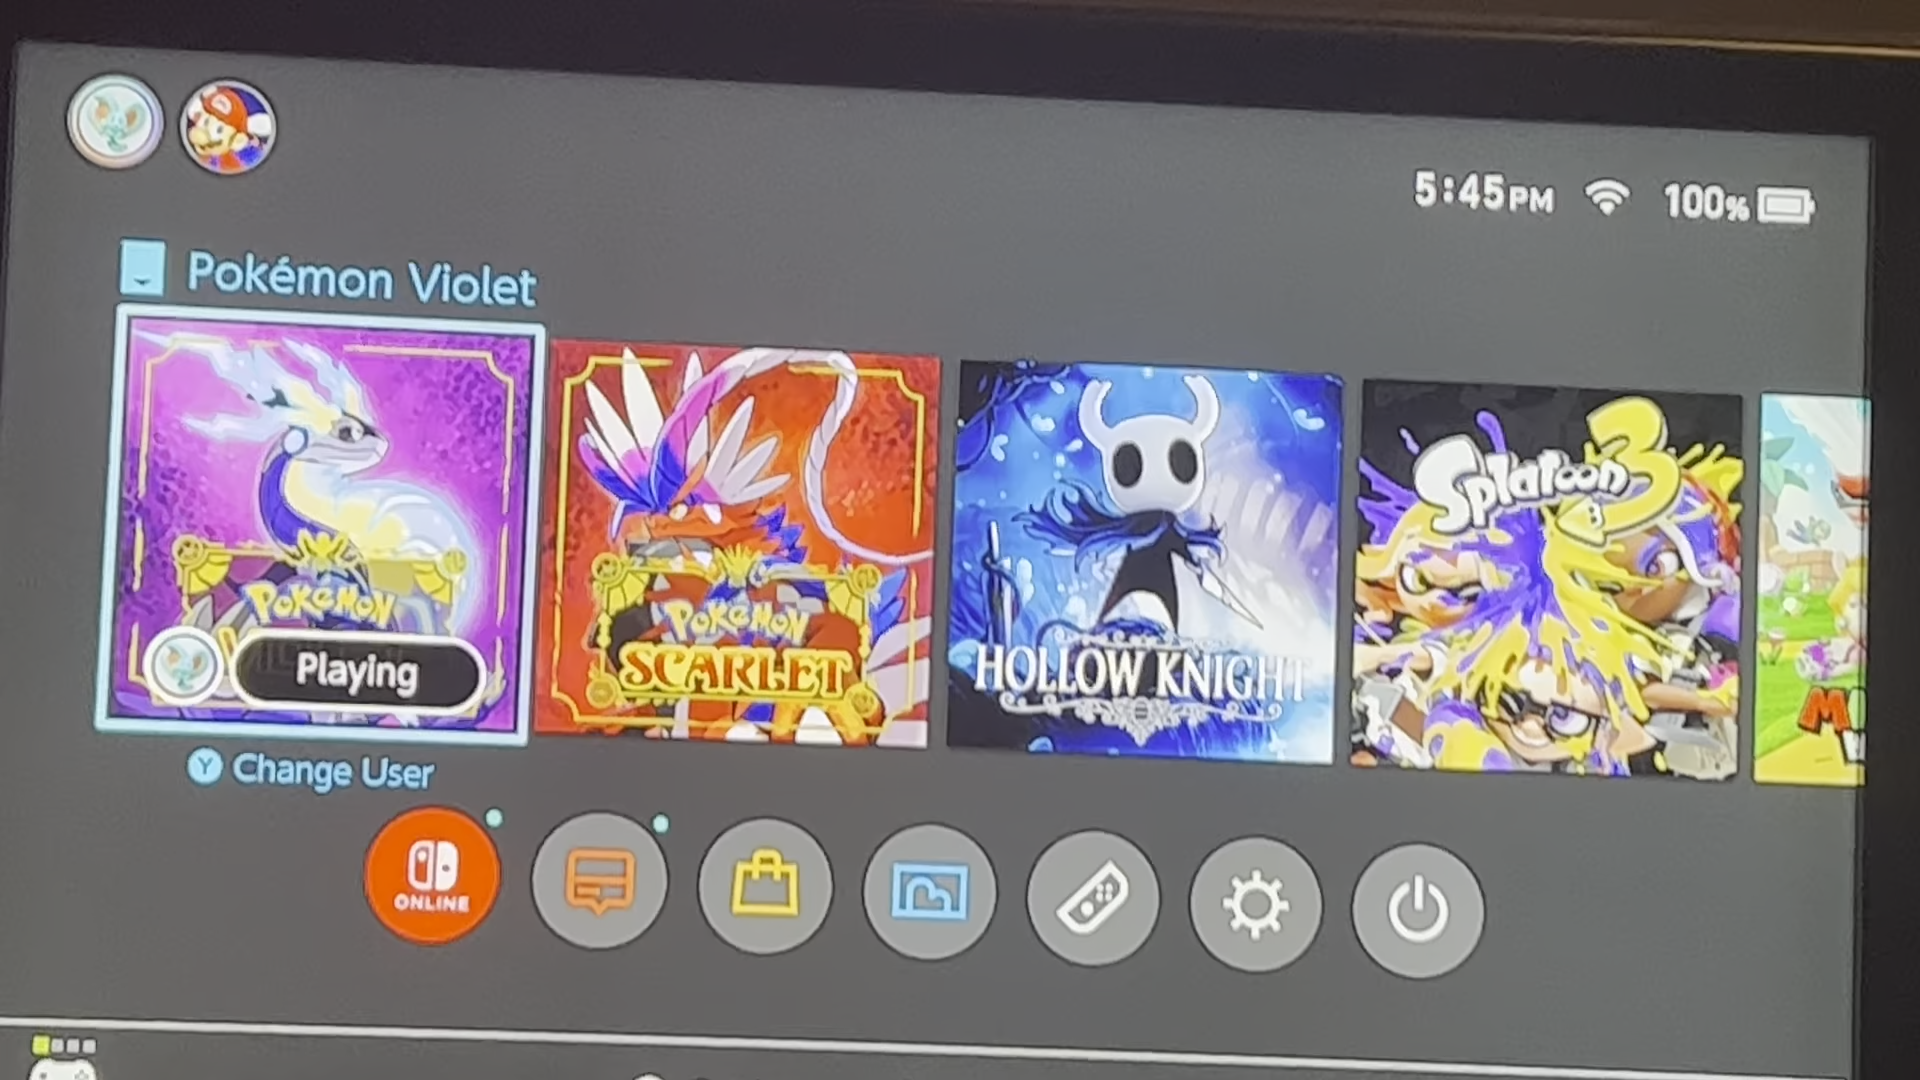 5:45PM 100%
Pokémon Violet
POKéMON
Playing
POKéMON
SCARLET
HOLLOW KNIGHT
Splatoon 3
Y Change User
ONLINE